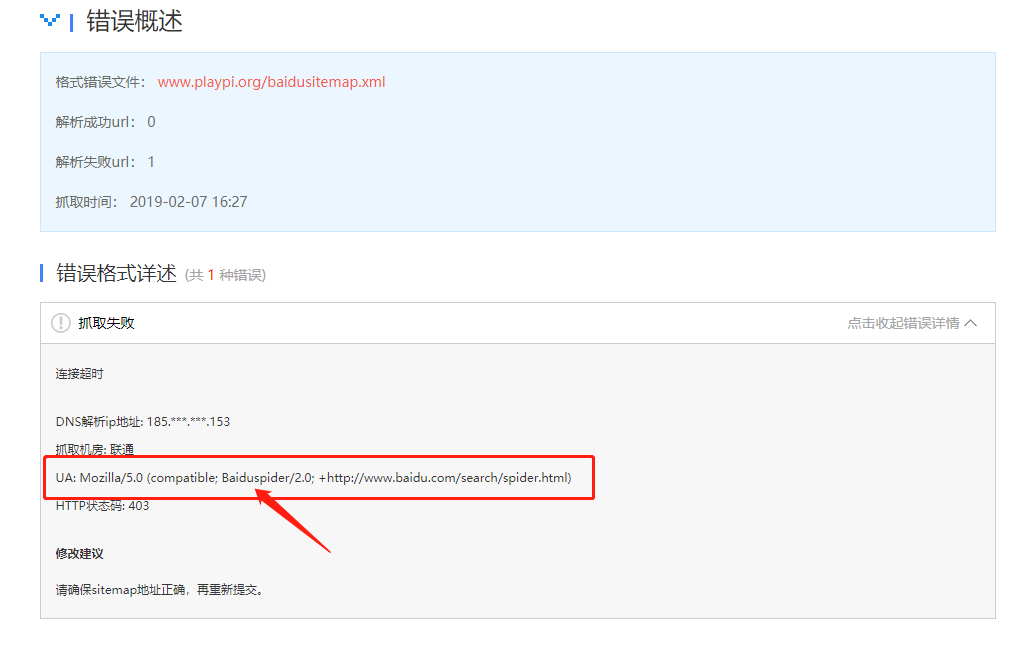 错误概述
格式错误文件： www.playpi.org/baidusitemap.xml
解析成功url： 0
解析失败url： 1
抓取时间： 2019-02-07 16:27
错误格式详述 (共 1 种错误)
抓取失败 点击收起错误详情
连接超时
DNS解析ip地址: 185.***.***.153
抓取机房: 联通
UA: Mozilla/5.0 (compatible; Baiduspider/2.0; +http://www.baidu.com/search/spider.html)
HTTP状态码: 403
修改建议
请确保sitemap地址正确，再重新提交。